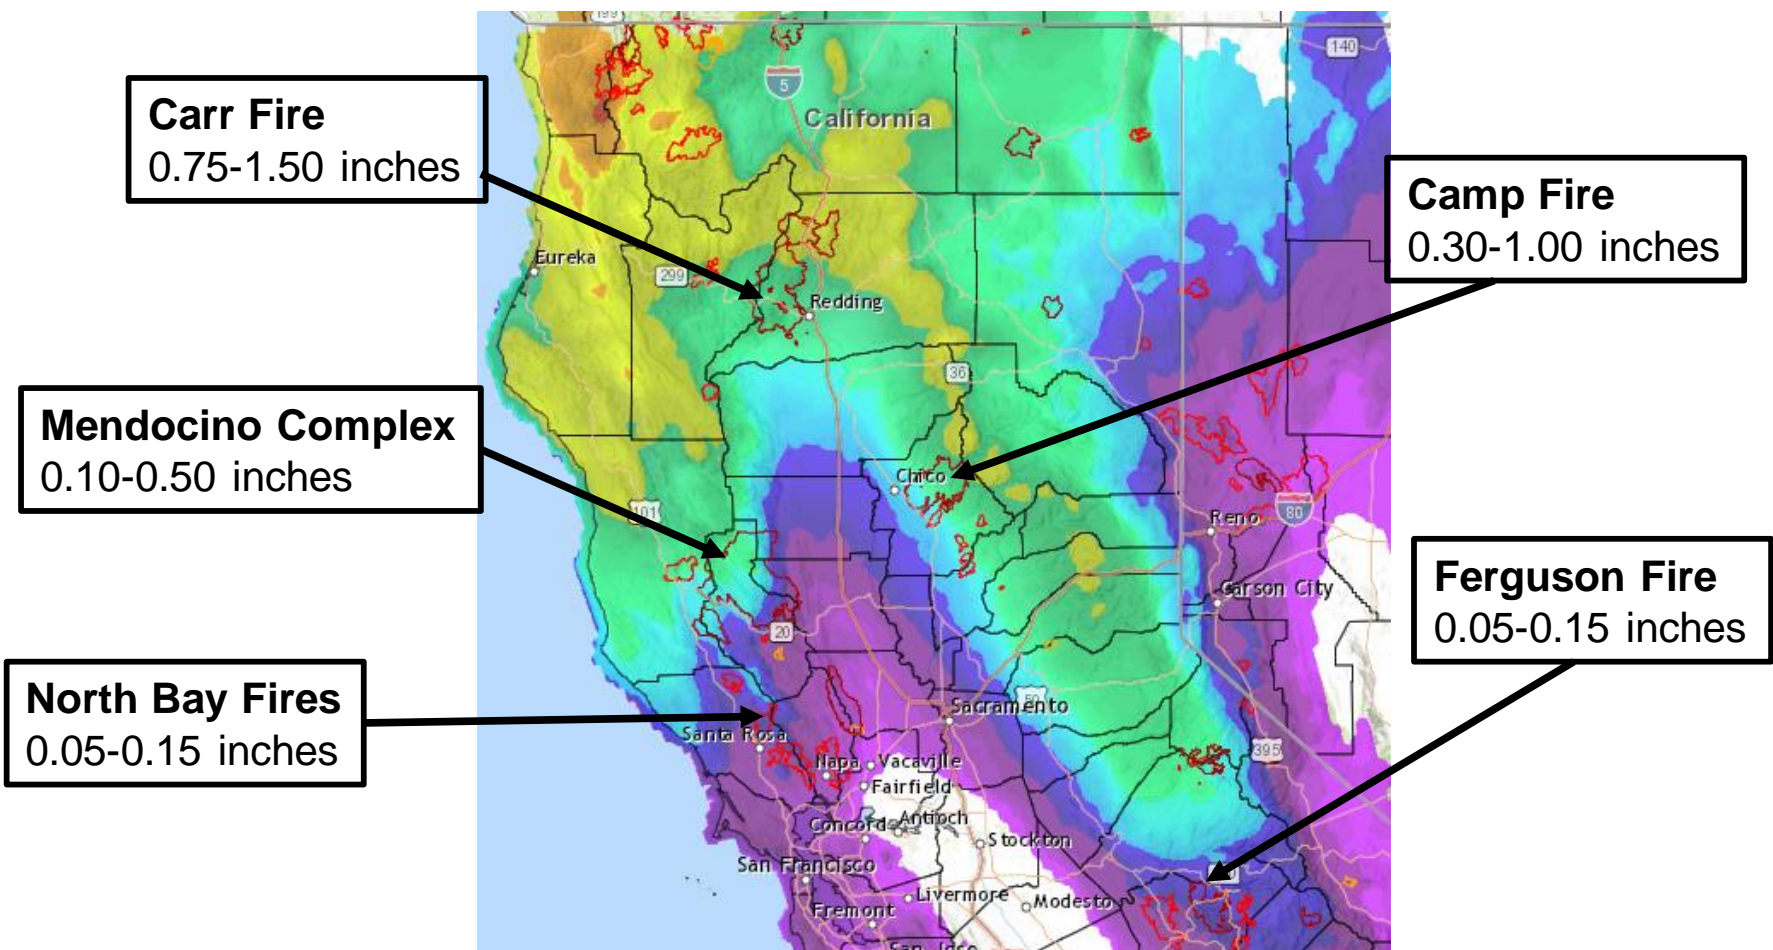 199
140
5
California
Carr Fire
0.75-1.50 inches
Camp Fire
0.30-1.00 inches
Eureka
299
Redding
36
Mendocino Complex
0.10-0.50 inches
Chico
101
Reno
80
Ferguson Fire
0.05-0.15 inches
Carson City
20
North Bay Fires
0.05-0.15 inches
50
Sacramento
Santa Rosa
395
Napa
Vacaville
Fairfield
Concord
Antioch
Stockton
San Francisco
Livermore
Modesto
Fremont
San Jose